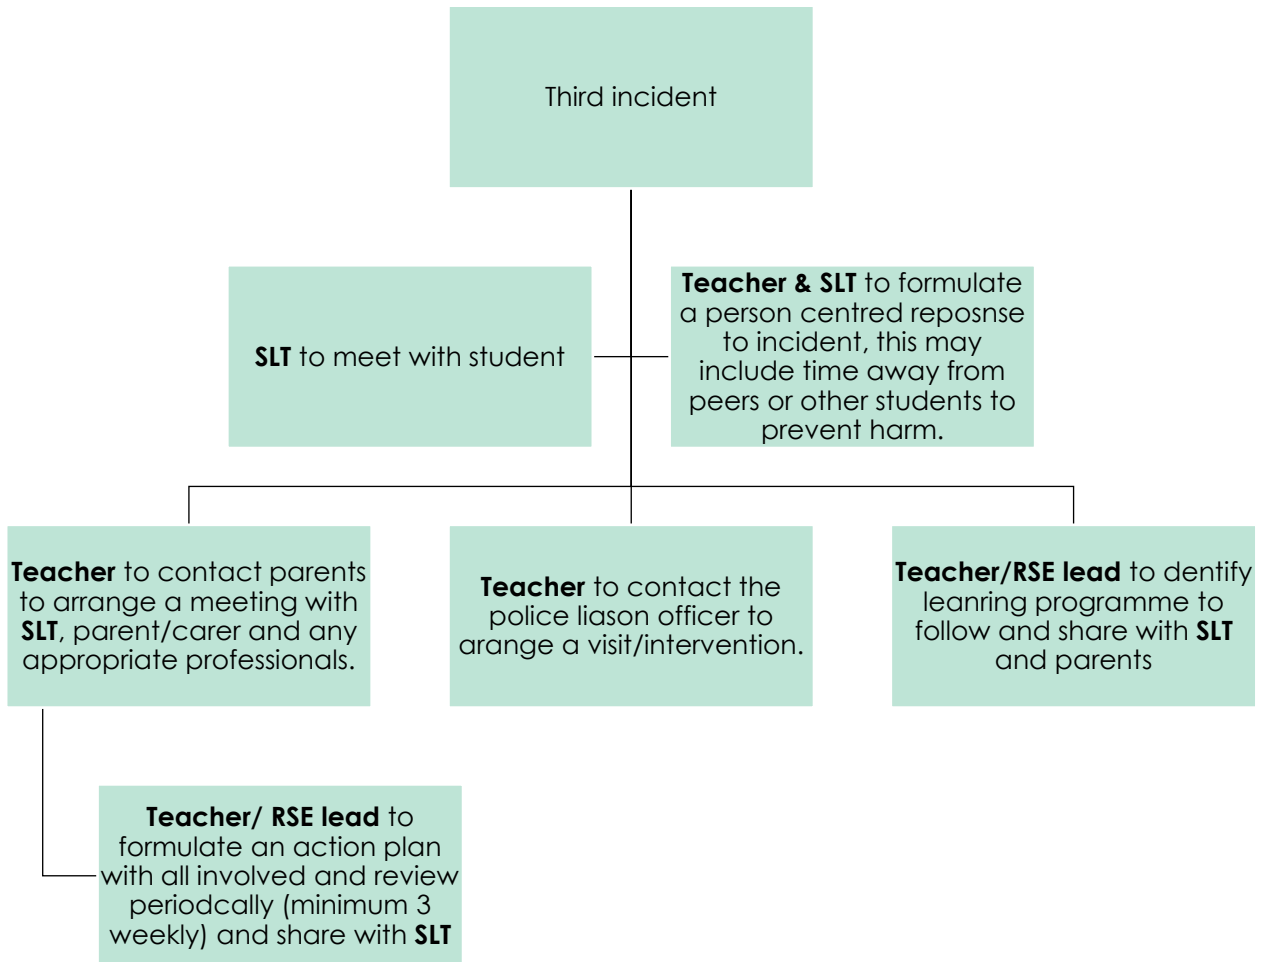 Third incident
SLT to meet with student
Teacher & SLT to formulate
a person centred reposnse
to incident, this may
include time away from
peers or other students to
prevent harm.
Teacher to contact parents
to arrange a meeting with
SLT, parent/carer and any
appropriate professionals.
Teacher to contact the
police liason officer to
arange a visit/intervention.
Teacher/RSE lead to dentify
leanring programme to
follow and share with SLT
and parents
Teacher/ RSE lead to
formulate an action plan
with all involved and review
periodcally (minimum 3
weekly) and share with SLT